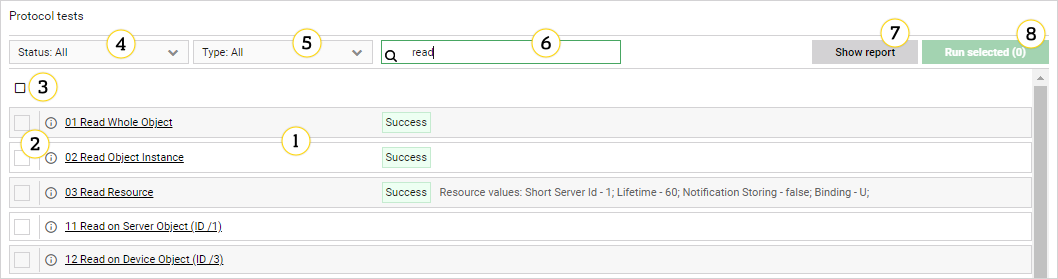 Protocol tests
4 5 6 7 8
Status: All Type: All read Show report Run selected (0)
3
01 Read Whole Object Success
2 1
02 Read Object Instance Success
03 Read Resource Success Resource values: Short Server Id - 1; Lifetime - 60; Notification Storing - false; Binding - U;
11 Read on Server Object (ID /1)
12 Read on Device Object (ID /3)